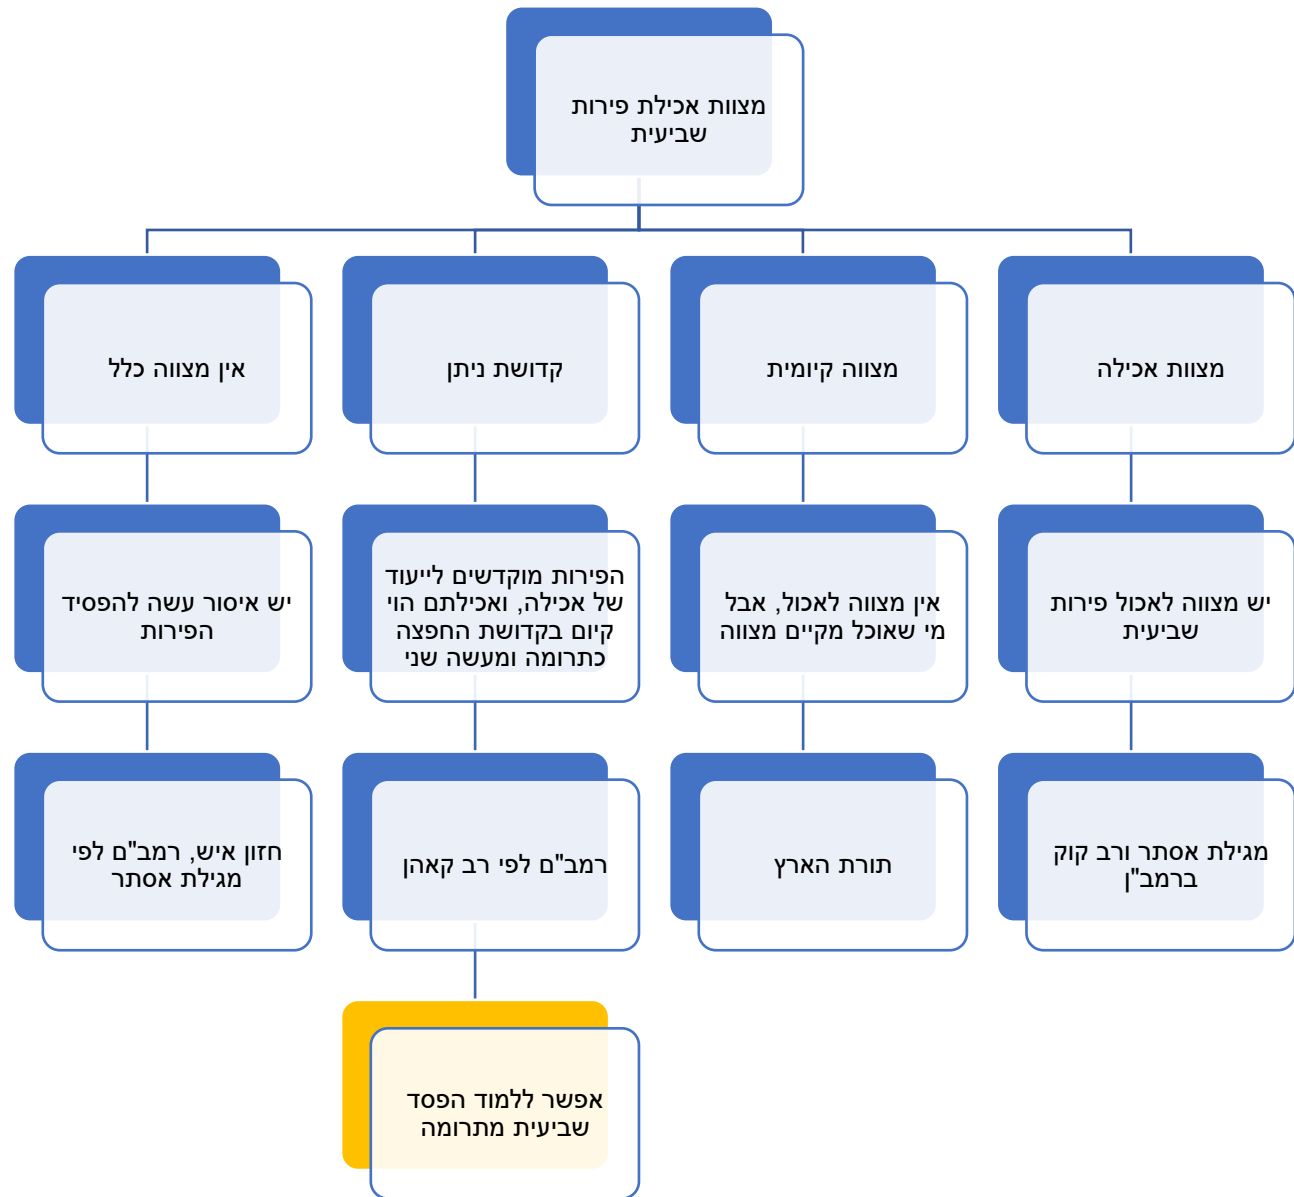 מצוות אכילת פירות
שביעית
מצוות אכילה
מצווה קיומית
קדושת ניתן
אין מצווה כלל
יש מצווה לאכול פירות
שביעית
אין מצווה לאכול, אבל
מי שאוכל מקיים מצווה
הפירות מוקדשים לייעוד
של אכילה, ואכילתם הוי
קיום בקדושת החפצה
כתרומה ומעשה שני
יש איסור עשה להפסיד
הפירות
מגילת אסתר ורב קוק
ברמב"ן
תורת הארץ
רמב"ם לפי רב קאהן
חזון איש, רמב"ם לפי
מגילת אסתר
אפשר ללמוד הפסד
שביעית מתרומה